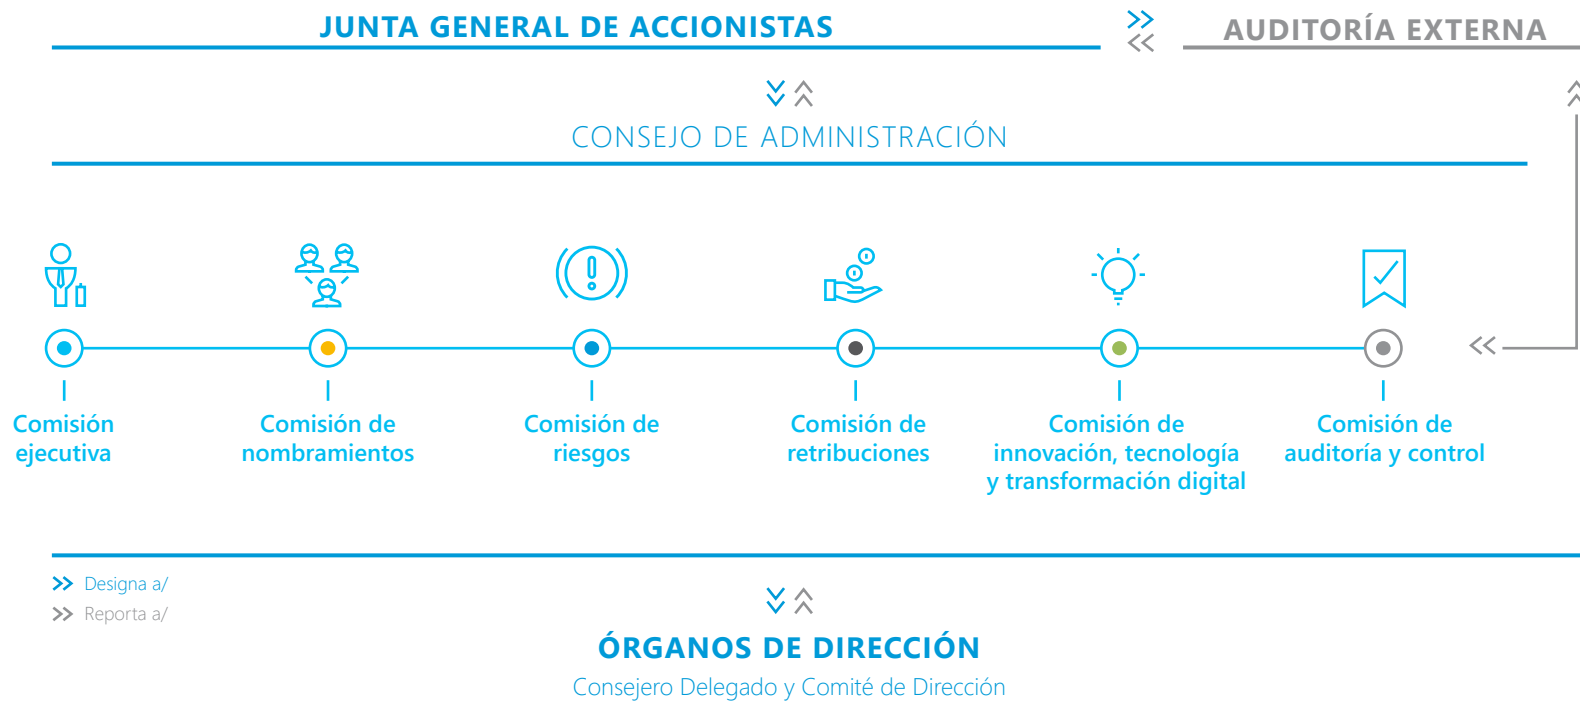 JUNTA GENERAL DE ACCIONISTAS
AUDITORÍA EXTERNA
CONSEJO DE ADMINISTRACIÓN
Comisión
ejecutiva
Comisión de
nombramientos
Comisión de
riesgos
Comisión de
retribuciones
Comisión de
innovación, tecnología
y transformación digital
Comisión de
auditoría y control
Designa a/
Reporta a/
ÓRGANOS DE DIRECCIÓN
Consejero Delegado y Comité de Dirección